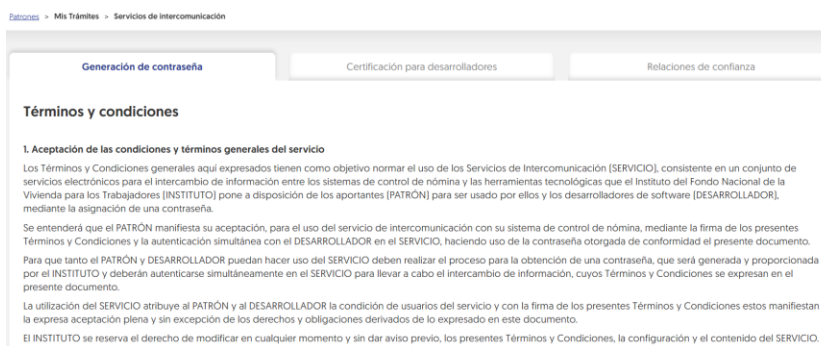 Patrones > Mis Trámites > Servicios de intercomunicación
Generación de contraseña
Certificación para desarrolladores
Relaciones de confianza
Términos y condiciones
1. Aceptación de las condiciones y términos generales del servicio
Los Términos y Condiciones generales aquí expresados tienen como objetivo normar el uso de los Servicios de Intercomunicación [SERVICIO], consistente en un conjunto de
servicios electrónicos para el intercambio de información entre los sistemas de control de nómina y las herramientas tecnológicas que el Instituto del Fondo Nacional de la
Vivienda para los Trabajadores [INSTITUTO] pone a disposición de los aportantes [PATRÓN] para ser usado por ellos y los desarrolladores de software [DESARROLLADOR],
mediante la asignación de una contraseña.
Se entenderá que el PATRÓN manifiesta su aceptación, para el uso del servicio de intercomunicación con su sistema de control de nómina, mediante la firma de los presentes
Términos y Condiciones y la autenticación simultánea con el DESARROLLADOR en el SERVICIO, haciendo uso de la contraseña otorgada de conformidad el presente documento.
Para que tanto el PATRÓN y DESARROLLADOR puedan hacer uso del SERVICIO deben realizar el proceso para la obtención de una contraseña, que será generada y proporcionada
por el INSTITUTO y deberán autenticarse simultáneamente en el SERVICIO para llevar a cabo el intercambio de información, cuyos Términos y Condiciones se expresan en el
presente documento.
La utilización del SERVICIO atribuye al PATRÓN y al DESARROLLADOR la condición de usuarios del servicio y con la firma de los presentes Términos y Condiciones estos manifiestan
la expresa aceptación plena y sin excepción de los derechos y obligaciones derivados de lo expresado en este documento.
El INSTITUTO se reserva el derecho de modificar en cualquier momento y sin dar aviso previo, los presentes Términos y Condiciones, la configuración y el contenido del SERVICIO.